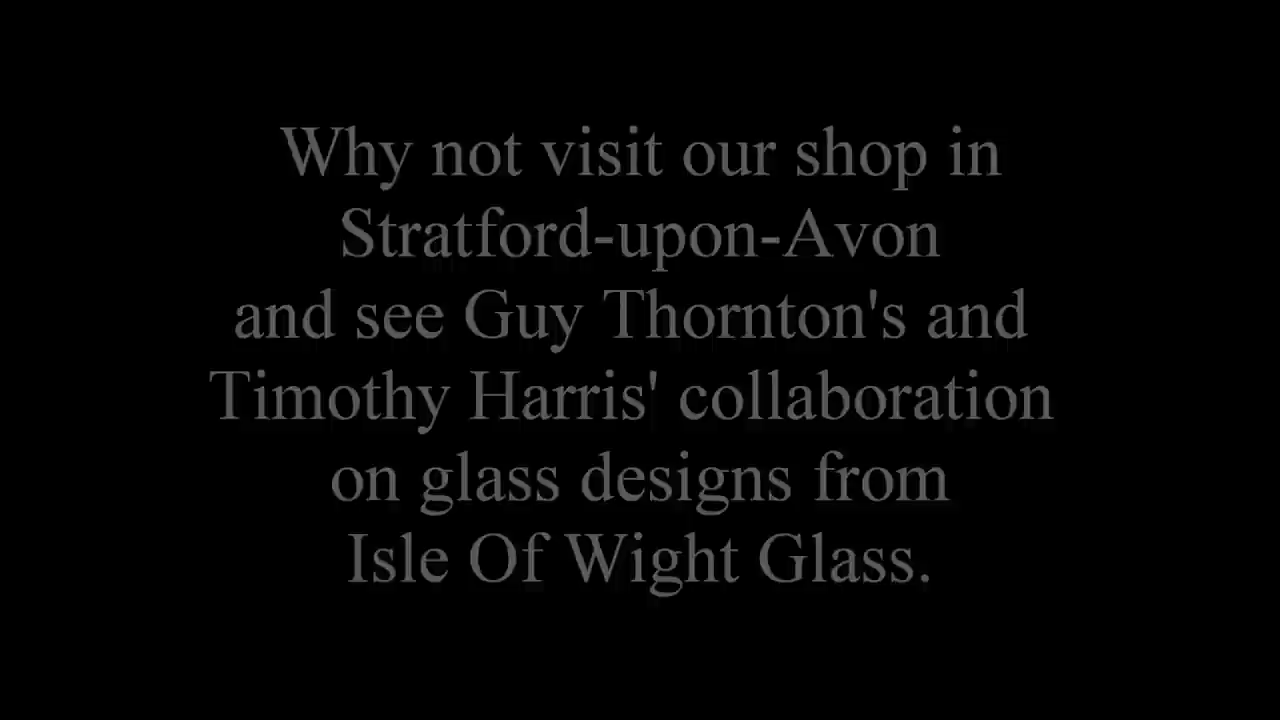 Why not visit our shop in
Stratford-upon-Avon
and see Guy Thornton's and
Timothy Harris' collaboration
on glass designs from
Isle Of Wight Glass.